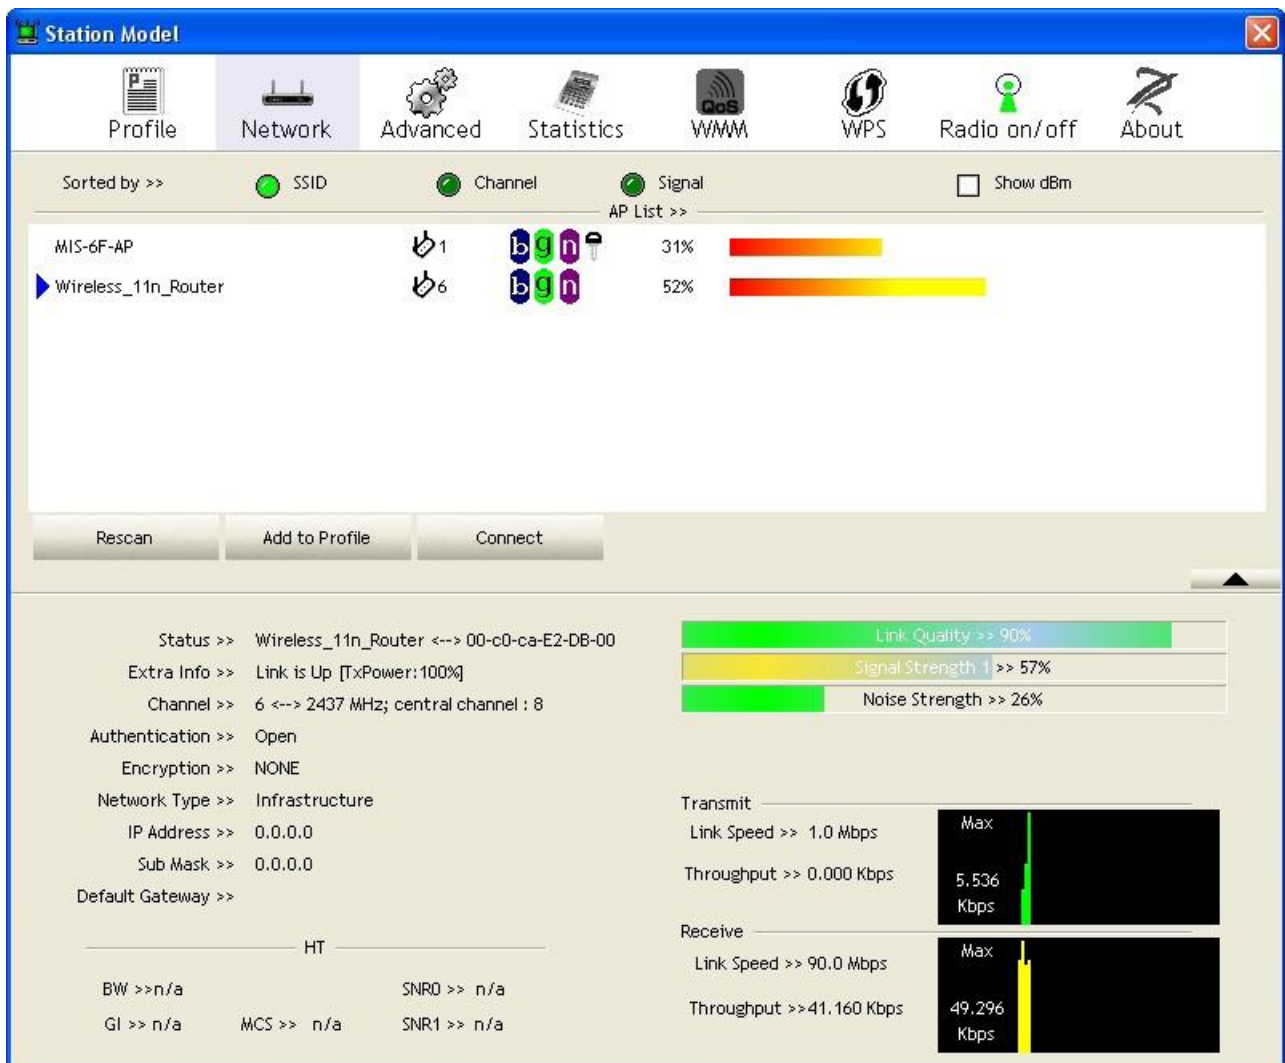 Station Model
Profile Network Advanced Statistics QoS WMM WPS Radio on/off About
Sorted by >> SSID Channel Signal Show dBm
AP List >>
MIS-6F-AP 1 b g n 31%
Wireless_11n_Router 6 b g n 52%
Rescan Add to Profile Connect
Status >> Wireless_11n_Router <--> 00-c0-ca-E2-DB-00
Extra Info >> Link is Up [TxPower:100%]
Channel >> 6 <--> 2437 MHz; central channel : 8
Authentication >> Open
Encryption >> NONE
Network Type >> Infrastructure
IP Address >> 0.0.0.0
Sub Mask >> 0.0.0.0
Default Gateway >>
HT
BW >>n/a SNR0 >> n/a
GI >> n/a MCS >> n/a SNR1 >> n/a
Link Quality >> 90%
Signal Strength 1 >> 57%
Noise Strength >> 26%
Transmit
Link Speed >> 1.0 Mbps
Throughput >> 0.000 Kbps
Max
5.536
Kbps
Receive
Link Speed >> 90.0 Mbps
Throughput >>41.160 Kbps
Max
49.296
Kbps